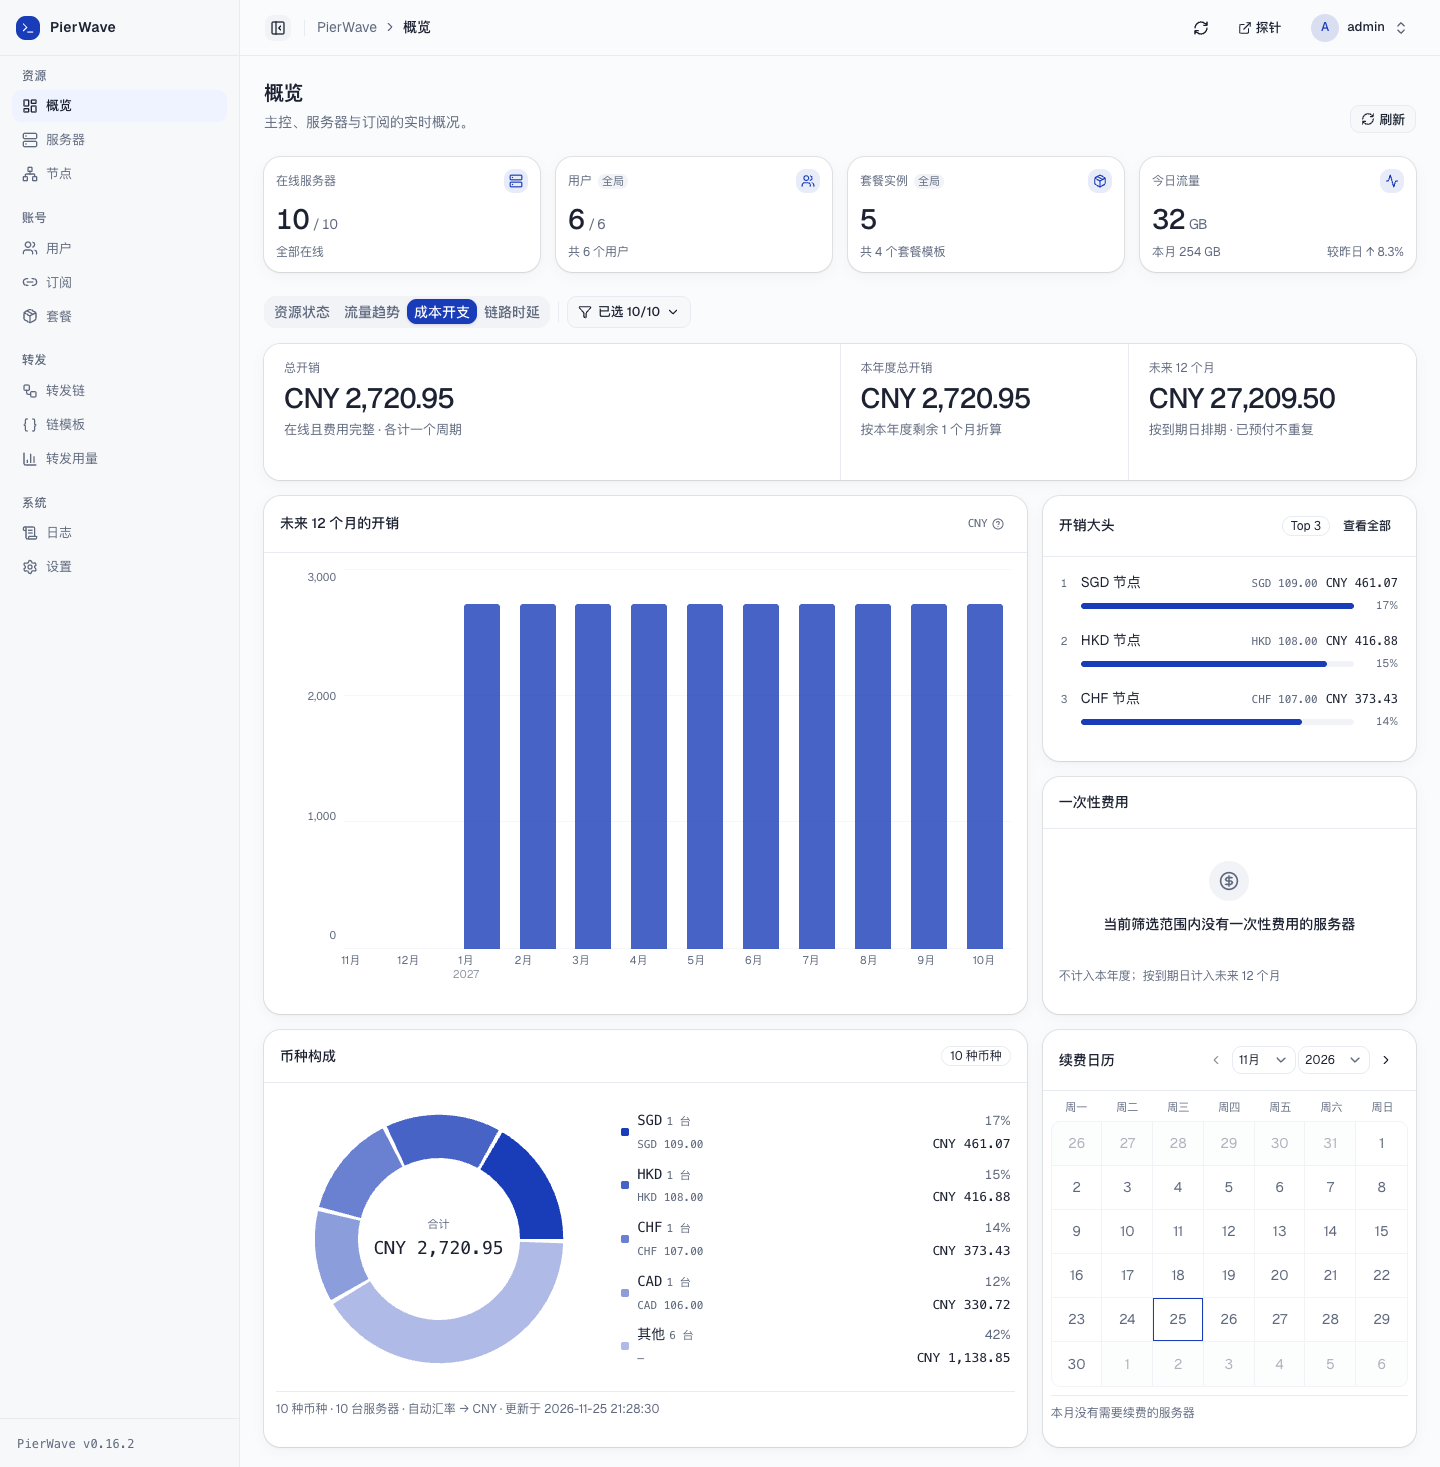 PierWave
资源
概览
服务器
节点
账号
用户
订阅
套餐
转发
转发链
链模板
转发用量
系统
日志
设置
PierWave v0.16.2
PierWave > 概览
探针
A admin
概览
主控、服务器与订阅的实时概况。
刷新
在线服务器
10 / 10
全部在线
用户 全局
6 / 6
共 6 个用户
套餐实例 全局
5
共 4 个套餐模板
今日流量
32 GB
本月 254 GB 较昨日 ↑ 8.3%
资源状态 流量趋势 成本开支 链路时延 已选 10/10
总开销
CNY 2,720.95
在线且费用完整 · 各计一个周期
本年度总开销
CNY 2,720.95
按本年度剩余 1 个月折算
未来 12 个月
CNY 27,209.50
按到期日排期 · 已预付不重复
未来 12 个月的开销 CNY
3,000
2,000
1,000
0
11月 12月 1月 2月 3月 4月 5月 6月 7月 8月 9月 10月
2027
开销大头 Top 3 查看全部
1 SGD 节点 SGD 109.00 CNY 461.07
17%
2 HKD 节点 HKD 108.00 CNY 416.88
15%
3 CHF 节点 CHF 107.00 CNY 373.43
14%
一次性费用
当前筛选范围内没有一次性费用的服务器
不计入本年度；按到期日计入未来 12 个月
币种构成 10 种币种
合计
CNY 2,720.95
SGD 1 台 17%
SGD 109.00 CNY 461.07
HKD 1 台 15%
HKD 108.00 CNY 416.88
CHF 1 台 14%
CHF 107.00 CNY 373.43
CAD 1 台 12%
CAD 106.00 CNY 330.72
其他 6 台 42%
– CNY 1,138.85
10 种币种 · 10 台服务器 · 自动汇率 → CNY · 更新于 2026-11-25 21:28:30
续费日历 11月 2026
周一 周二 周三 周四 周五 周六 周日
26 27 28 29 30 31 1
2 3 4 5 6 7 8
9 10 11 12 13 14 15
16 17 18 19 20 21 22
23 24 25 26 27 28 29
30 1 2 3 4 5 6
本月没有需要续费的服务器